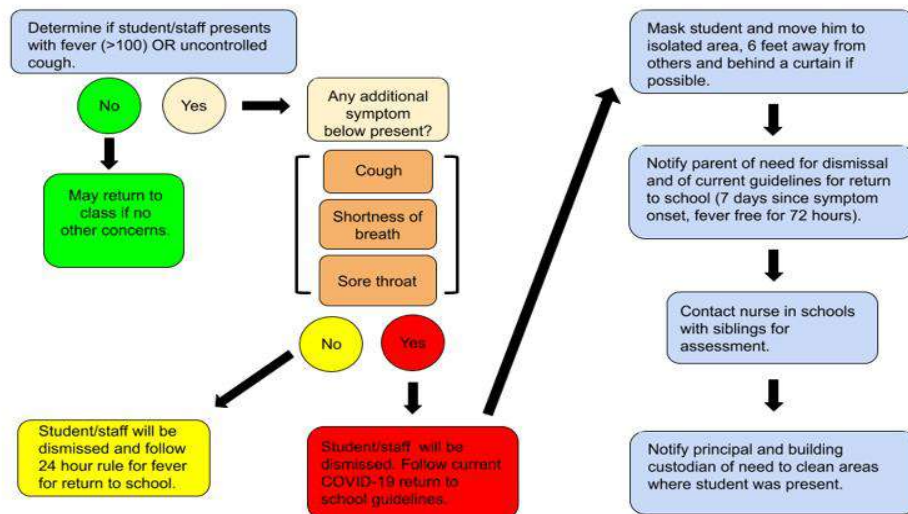 Determine if student/staff presents
with fever (>100) OR uncontrolled
cough.
No
Yes
May return to
class if no
other concerns.
Any additional
symptom
below present?
Cough
Shortness of
breath
Sore throat
No
Yes
Student/staff will be
dismissed and follow
24 hour rule for fever
for return to school.
Student/staff will be
dismissed. Follow current
COVID-19 return to
school guidelines.
Mask student and move him to
isolated area, 6 feet away from
others and behind a curtain if
possible.
Notify parent of need for dismissal
and of current guidelines for return
to school (7 days since symptom
onset, fever free for 72 hours).
Contact nurse in schools
with siblings for
assessment.
Notify principal and building
custodian of need to clean areas
where student was present.